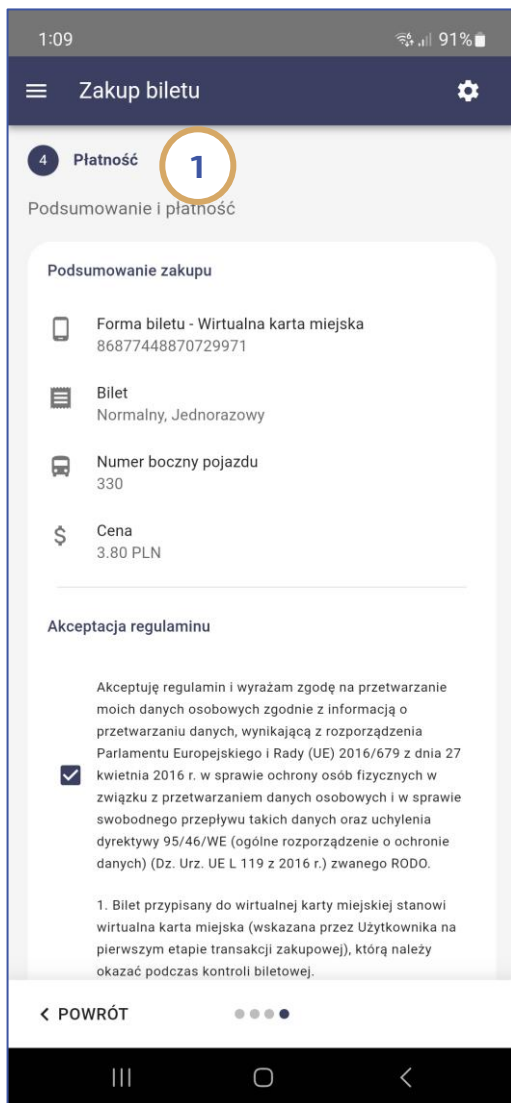 1:09 91%
Zakup biletu
4 Płatność 1
Podsumowanie i płatność
Podsumowanie zakupu
Forma biletu - Wirtualna karta miejska
86877448870729971
Bilet
Normalny, Jednorazowy
Numer boczny pojazdu
330
$ Cena
3.80 PLN
Akceptacja regulaminu
Akceptuję regulamin i wyrażam zgodę na przetwarzanie
moich danych osobowych zgodnie z informacją o
przetwarzaniu danych, wynikającą z rozporządzenia
Parlamentu Europejskiego i Rady (UE) 2016/679 z dnia 27
kwietnia 2016 r. w sprawie ochrony osób fizycznych w
związku z przetwarzaniem danych osobowych i w sprawie
swobodnego przepływu takich danych oraz uchylenia
dyrektywy 95/46/WE (ogólne rozporządzenie o ochronie
danych) (Dz. Urz. UE L 119 z 2016 r.) zwanego RODO.
1. Bilet przypisany do wirtualnej karty miejskiej stanowi
wirtualna karta miejska (wskazana przez Użytkownika na
pierwszym etapie transakcji zakupowej), którą należy
okazać podczas kontroli biletowej.
POWRÓT